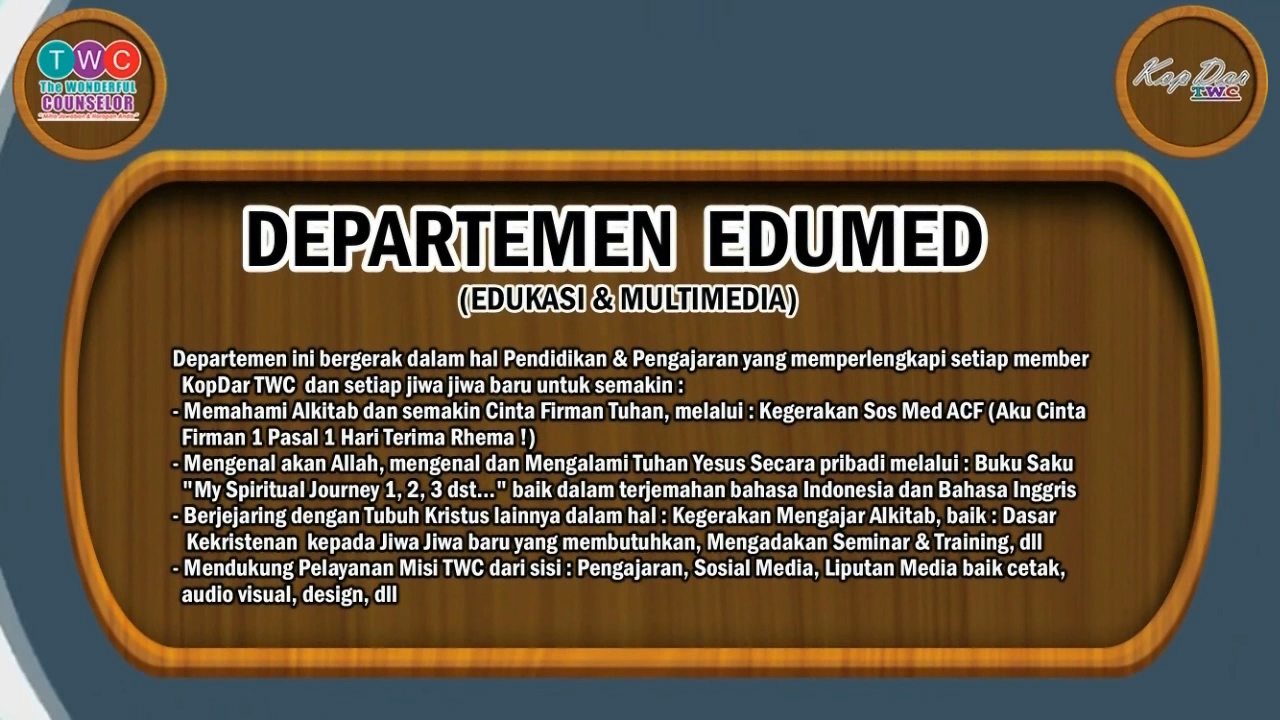 TWC
The WONDERFUL
COUNSELOR
KopDar
TWC
DEPARTEMEN EDUMED
(EDUKASI & MULTIMEDIA)
Departemen ini bergerak dalam hal Pendidikan & Pengajaran yang memperlengkapi setiap member
KopDar TWC dan setiap jiwa jiwa baru untuk semakin :
- Memahami Alkitab dan semakin Cinta Firman Tuhan, melalui : Kegerakan Sos Med ACF (Aku Cinta
Firman 1 Pasal 1 Hari Terima Rhema !)
- Mengenal akan Allah, mengenal dan Mengalami Tuhan Yesus Secara pribadi melalui : Buku Saku
"My Spiritual Journey 1, 2, 3 dst..." baik dalam terjemahan bahasa Indonesia dan Bahasa Inggris
- Berjejaring dengan Tubuh Kristus lainnya dalam hal : Kegerakan Mengajar Alkitab, baik : Dasar
Kekristenan kepada Jiwa Jiwa baru yang membutuhkan, Mengadakan Seminar & Training, dll
- Mendukung Pelayanan Misi TWC dari sisi : Pengajaran, Sosial Media, Liputan Media baik cetak,
audio visual, design, dll